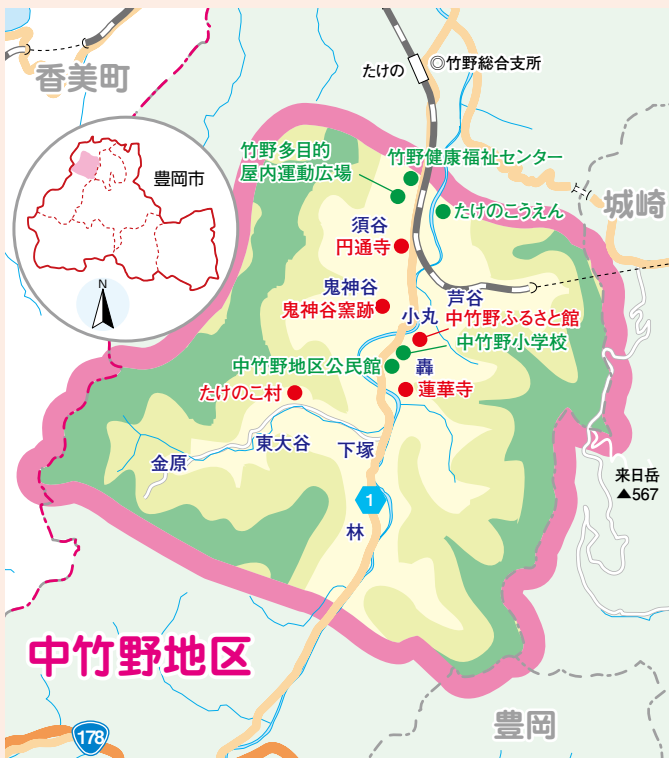 香美町
たけの
◎竹野総合支所
豊岡市
N
竹野多目的
屋内運動広場
竹野健康福祉センター
たけのこうえん
城崎
須谷
円通寺
鬼神谷
鬼神谷窯跡
芦谷
小丸
中竹野ふるさと館
中竹野小学校
中竹野地区公民館
轟
たけのこ村
蓮華寺
東大谷
下塚
金原
来日岳
▲567
1
林
中竹野地区
178
豊岡